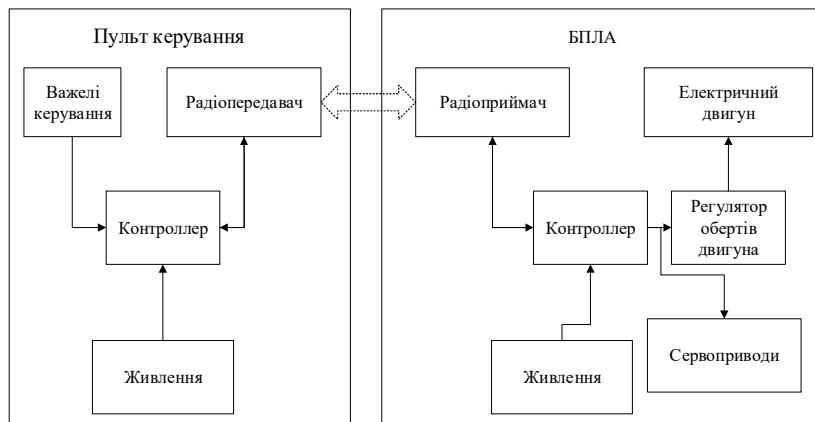 Пульт керування
Важелі
керування
Радіопередавач
Контроллер
Живлення
БПЛА
Радіоприймач
Електричний
двигун
Контроллер
Регулятор
обертів
двигуна
Живлення
Сервоприводи